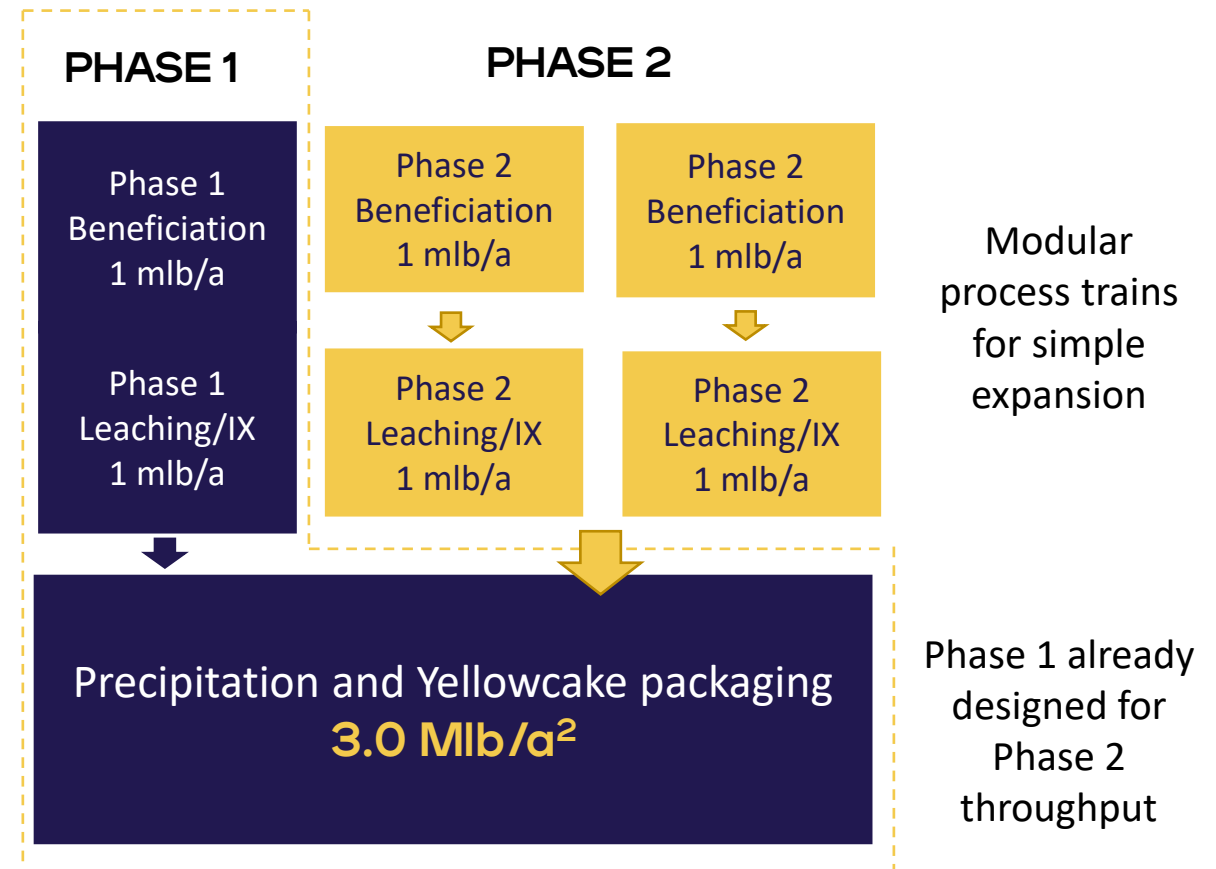 PHASE 1
PHASE 2
Phase 1
Beneficiation
1 mlb/a
Phase 2
Beneficiation
1 mlb/a
Phase 2
Beneficiation
1 mlb/a
Modular
process trains
for simple
expansion
Phase 1
Leaching/IX
1 mlb/a
Phase 2
Leaching/IX
1 mlb/a
Phase 2
Leaching/IX
1 mlb/a
Precipitation and Yellowcake packaging
3.0 Mlb/a²
Phase 1 already
designed for
Phase 2
throughput